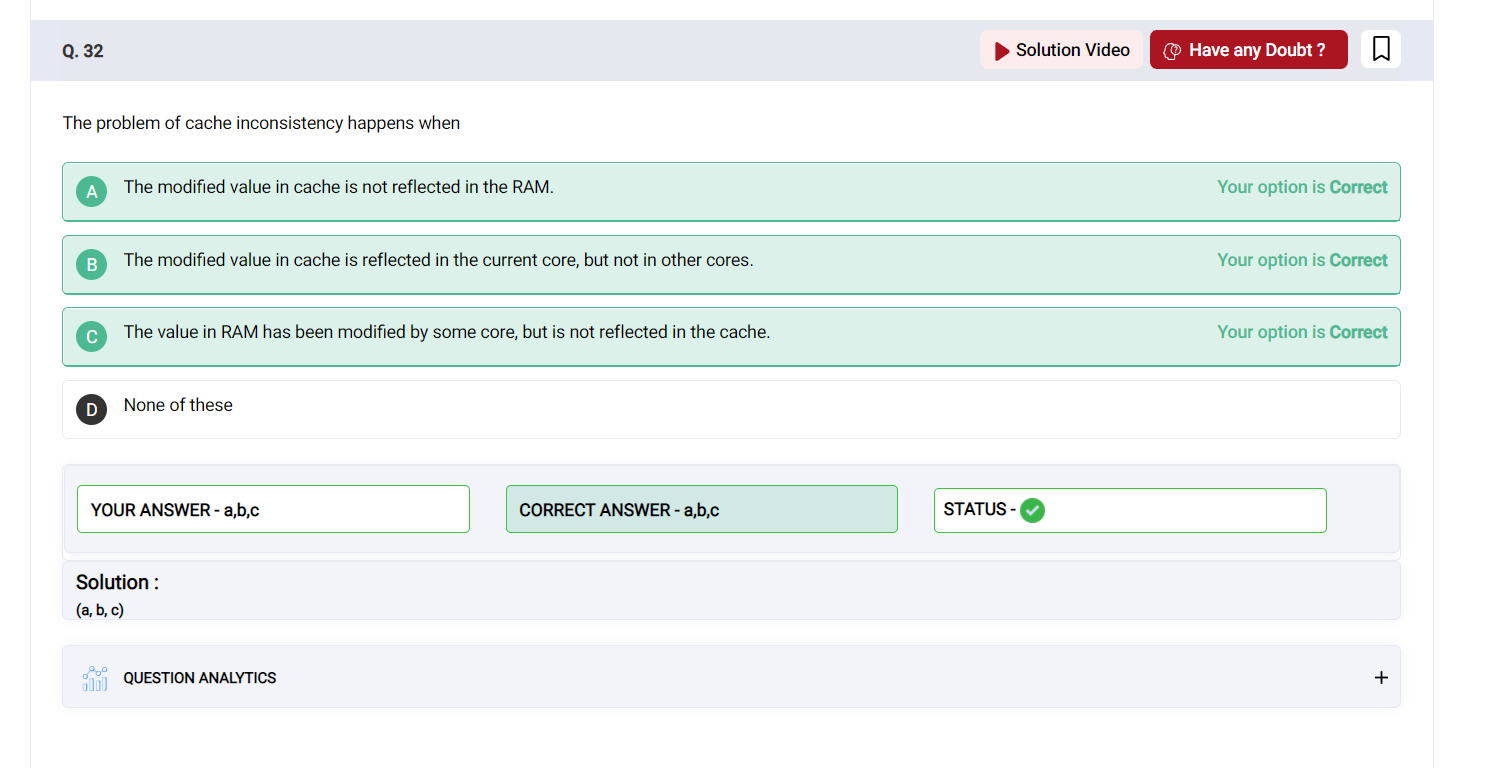 Q. 32
Solution Video
Have any Doubt ?
The problem of cache inconsistency happens when
A The modified value in cache is not reflected in the RAM. Your option is Correct
B The modified value in cache is reflected in the current core, but not in other cores. Your option is Correct
C The value in RAM has been modified by some core, but is not reflected in the cache. Your option is Correct
D None of these
YOUR ANSWER - a,b,c
CORRECT ANSWER - a,b,c
STATUS -
Solution :
(a, b, c)
QUESTION ANALYTICS
+